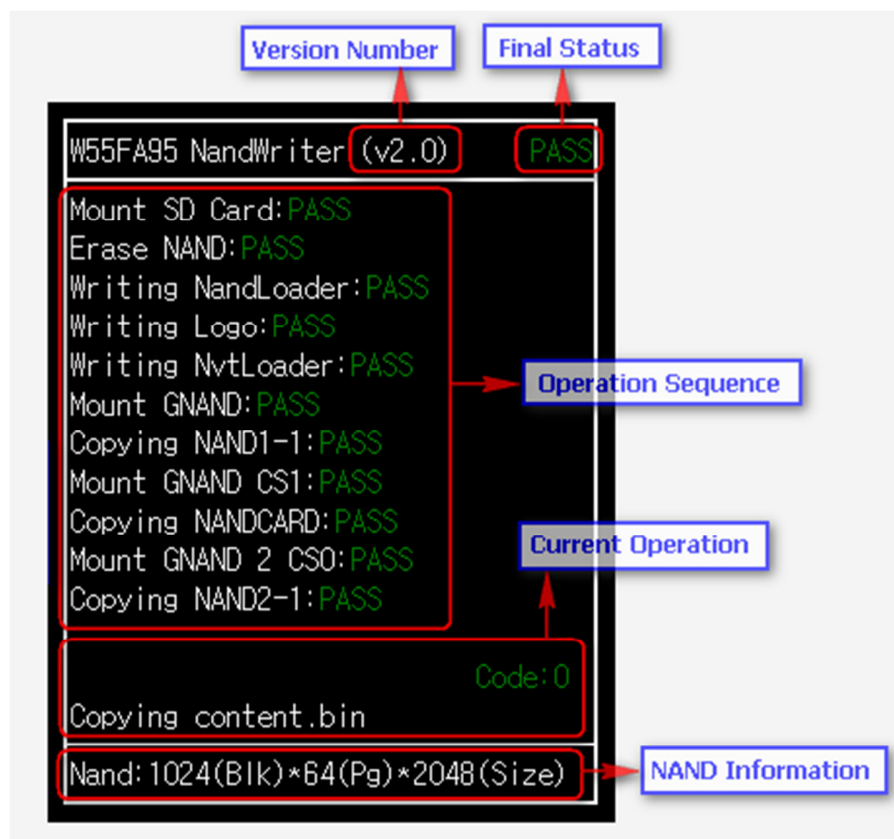 Version Number
Final Status
W55FA95 NandWriter (v2.0) PASS
Mount SD Card:PASS
Erase NAND:PASS
Writing NandLoader:PASS
Writing Logo:PASS
Writing NvtLoader:PASS
Mount GNAND:PASS
Copying NAND1-1:PASS
Mount GNAND CS1:PASS
Copying NANDCARD:PASS
Mount GNAND 2 CS0:PASS
Copying NAND2-1:PASS
Operation Sequence
Current Operation
Code:0
Copying content.bin
Nand:1024(Blk)*64(Pg)*2048(Size)
NAND Information